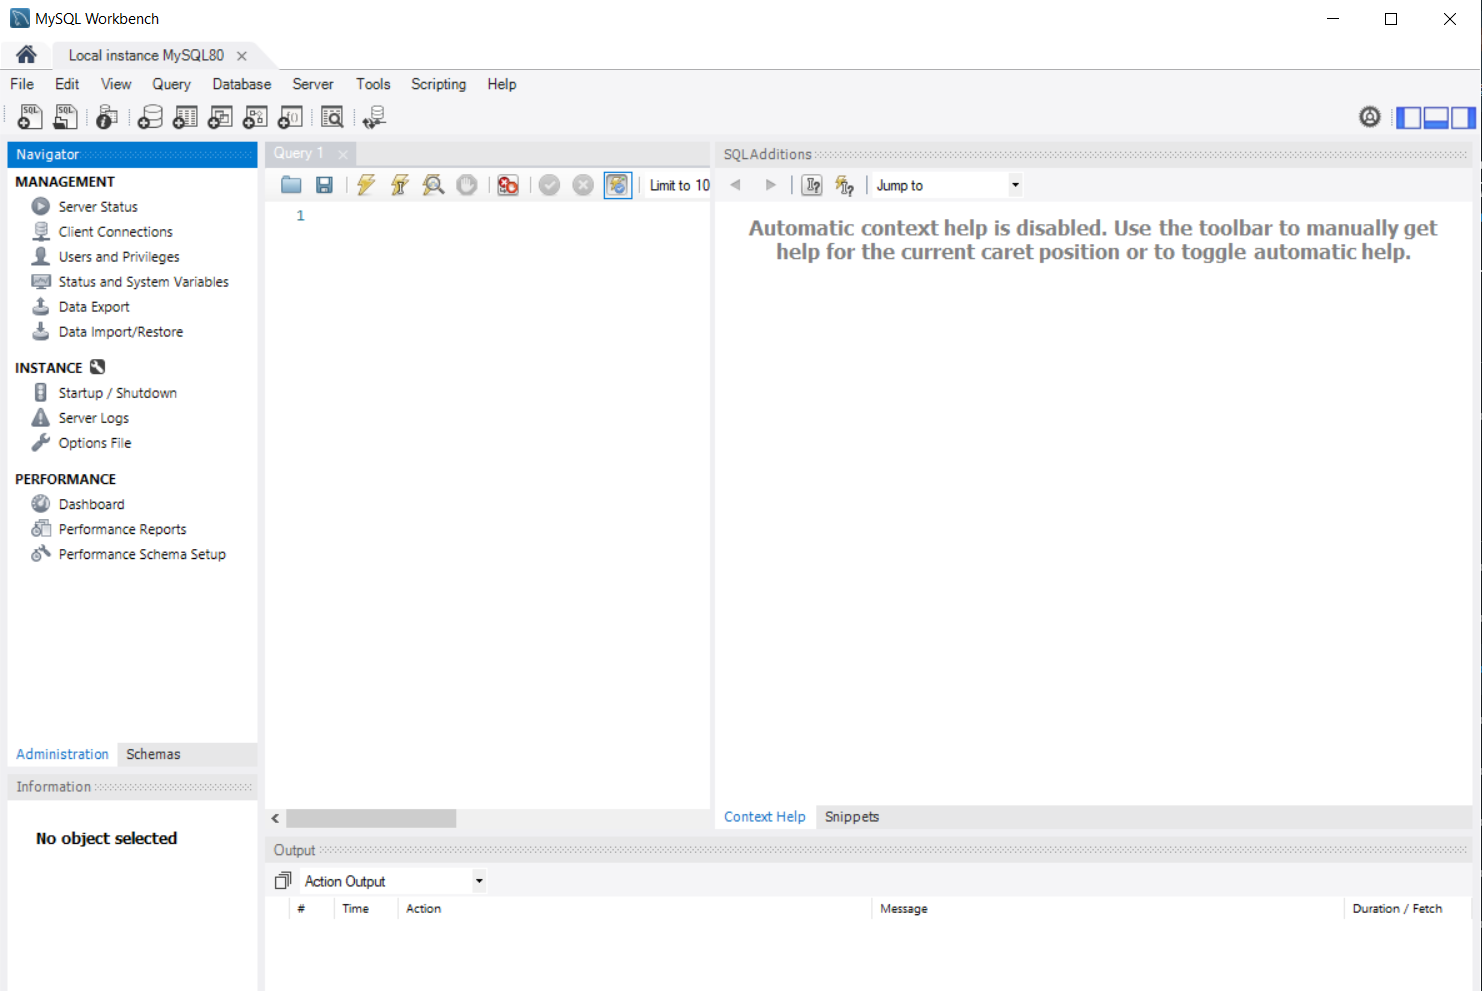 MySQL Workbench
Local instance MySQL80
File Edit View Query Database Server Tools Scripting Help
Navigator
MANAGEMENT
Server Status
Client Connections
Users and Privileges
Status and System Variables
Data Export
Data Import/Restore
INSTANCE
Startup / Shutdown
Server Logs
Options File
PERFORMANCE
Dashboard
Performance Reports
Performance Schema Setup
Administration Schemas
Information
No object selected
Query 1
Limit to 10
1
SQLAdditions
Jump to
Automatic context help is disabled. Use the toolbar to manually get
help for the current caret position or to toggle automatic help.
Context Help Snippets
Output
Action Output
# Time Action Message Duration / Fetch